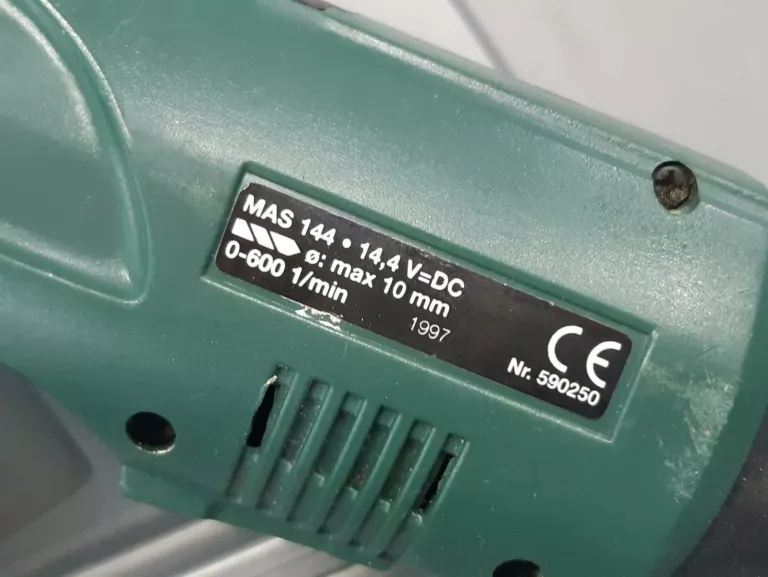 MAS 144 • 14,4 V=DC
ø: max 10 mm
0-600 1/min
1997
CE
Nr. 590250